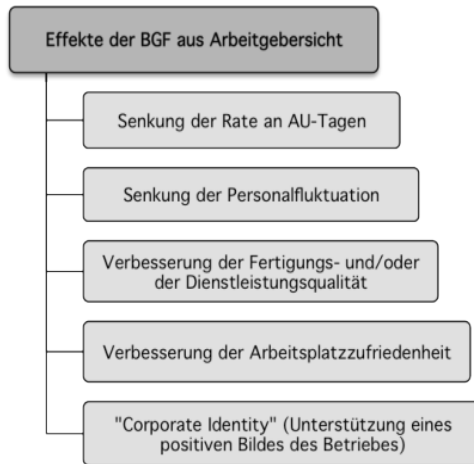 Effekte der BGF aus Arbeitgebersicht
Senkung der Rate an AU-Tagen
Senkung der Personalfluktuation
Verbesserung der Fertigungs- und/oder
der Dienstleistungsqualität
Verbesserung der Arbeitsplatzzufriedenheit
"Corporate Identity" (Unterstützung eines
positiven Bildes des Betriebes)